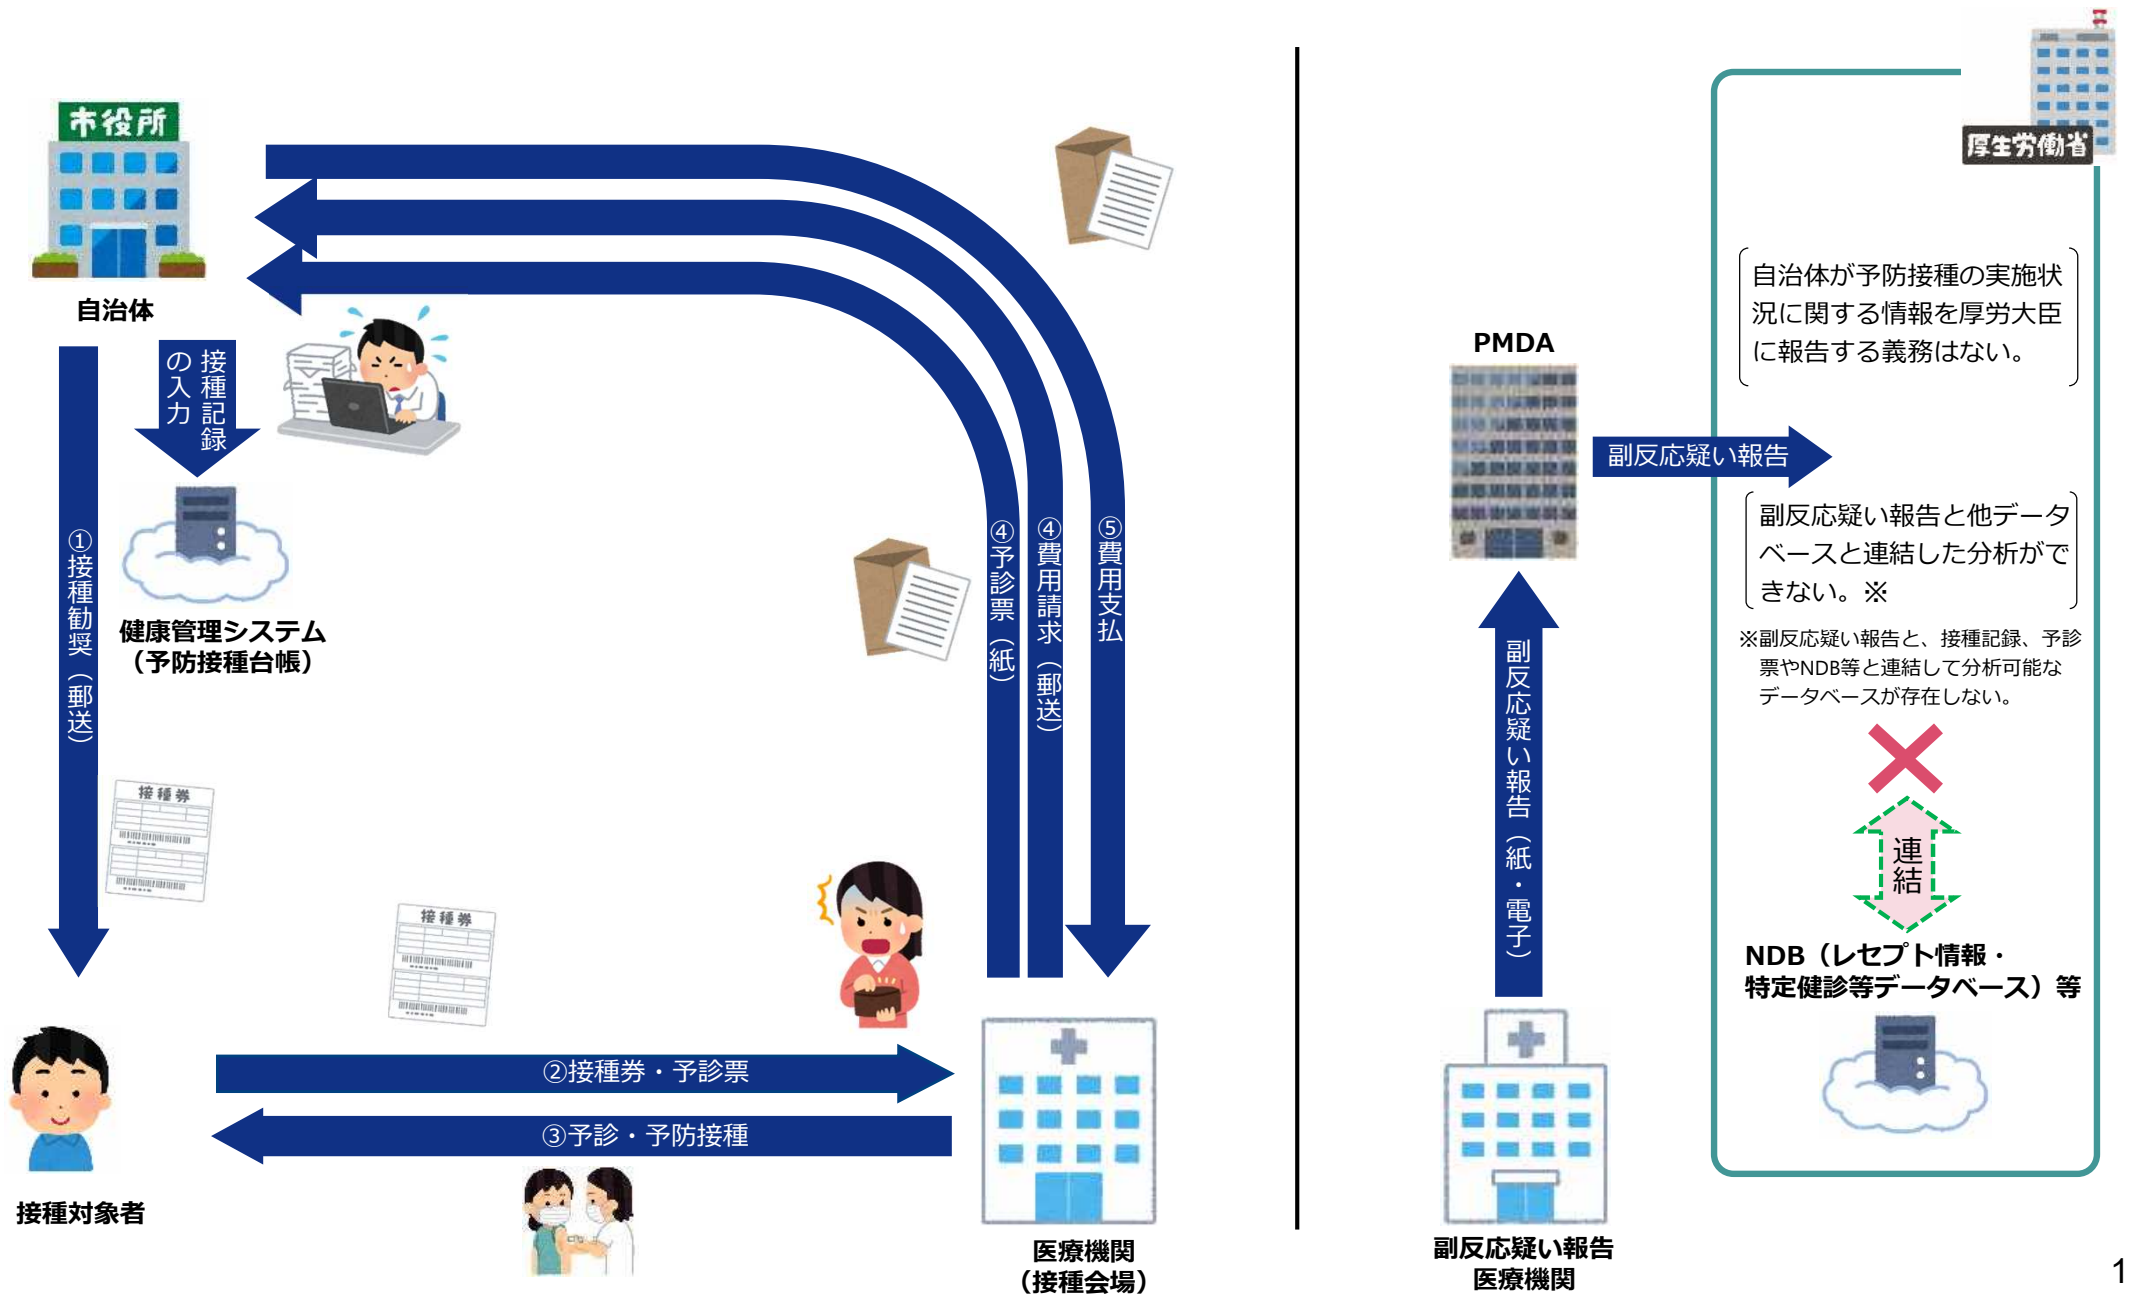 市役所
自治体
接種記録
の入力
健康管理システム
（予防接種台帳）
①接種勧奨（郵送）
接種券
接種券
接種対象者
②接種券・予診票
③予診・予防接種
④予診票（紙）
④費用請求（郵送）
⑤費用支払
医療機関
（接種会場）
PMDA
副反応疑い報告
副反応疑い報告（紙・電子）
副反応疑い報告
医療機関
厚生労働省
自治体が予防接種の実施状
況に関する情報を厚労大臣
に報告する義務はない。
副反応疑い報告と他データ
ベースと連結した分析がで
きない。※
※副反応疑い報告と、接種記録、予診
票やNDB等と連結して分析可能な
データベースが存在しない。
連結
NDB（レセプト情報・
特定健診等データベース）等
1